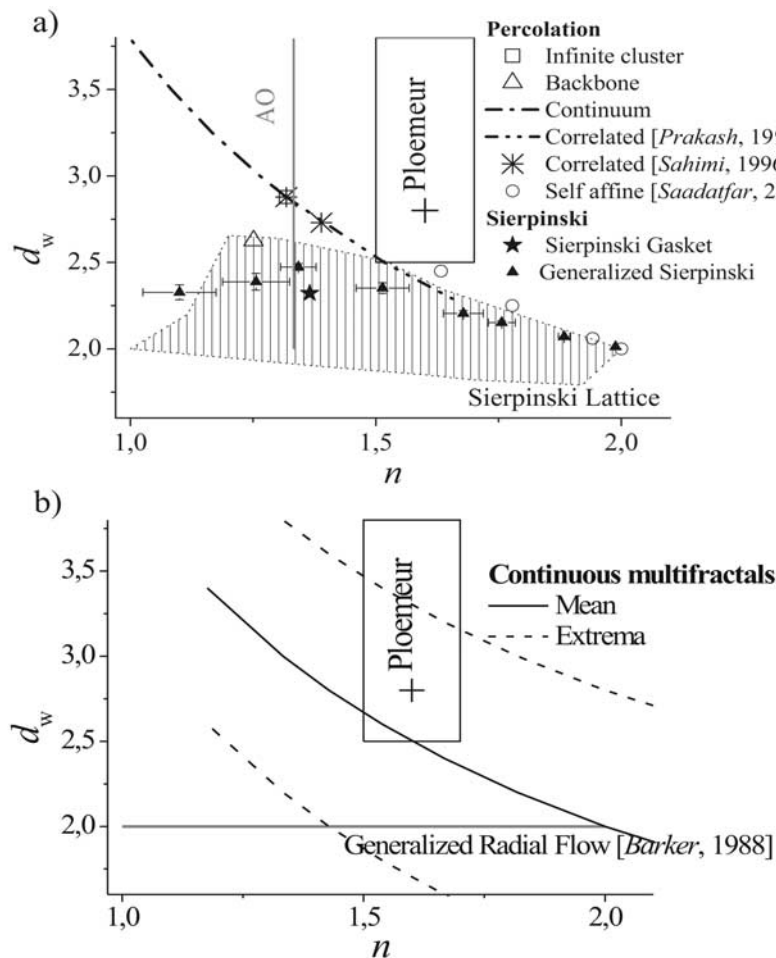 a)
3,5
3,0
2,5
2,0
d_w
1,0
1,5
2,0
n
AO
Ploemeur
Percolation
Infinite cluster
Backbone
Continuum
Correlated [Prakash, 199
Correlated [Sahimi, 1996
Self affine [Saadatfar, 2
Sierpinski
Sierpinski Gasket
Generalized Sierpinski
Sierpinski Lattice
b)
3,5
3,0
2,5
2,0
d_w
1,0
1,5
2,0
n
Ploemeur
Continuous multifractals
Mean
Extrema
Generalized Radial Flow [Barker, 1988]